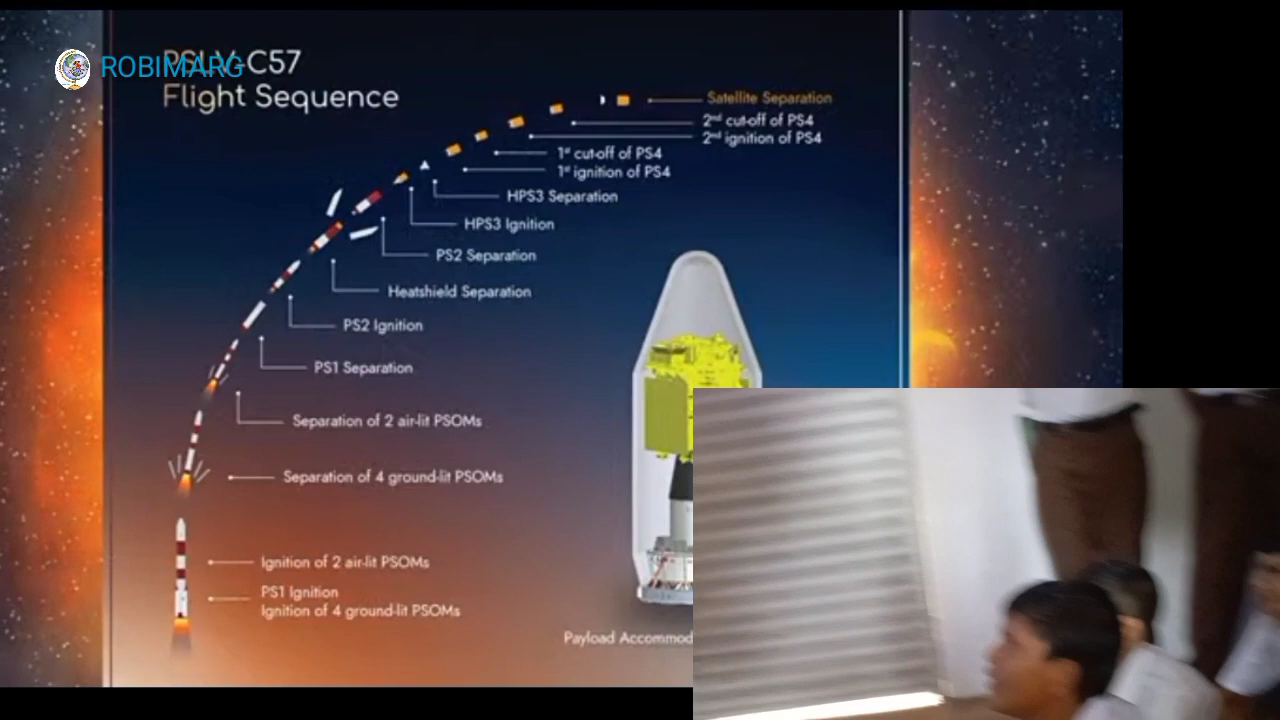 PSLV-C57
ROBIMARG
Flight Sequence
Satellite Separation
2nd cut-off of PS4
2nd ignition of PS4
1st cut-off of PS4
1st ignition of PS4
HPS3 Separation
HPS3 Ignition
PS2 Separation
Heatshield Separation
PS2 Ignition
PS1 Separation
Separation of 2 air-lit PSOMs
Separation of 4 ground-lit PSOMs
Ignition of 2 air-lit PSOMs
PS1 Ignition
Ignition of 4 ground-lit PSOMs
Payload Accommod